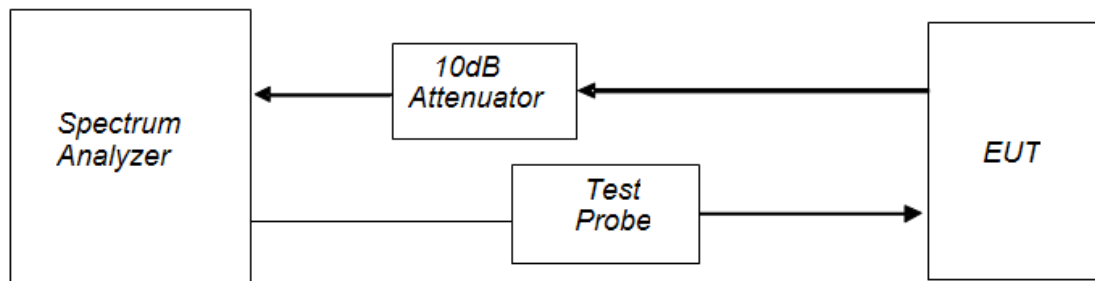 10dB
Attenuator
Spectrum
Analyzer
EUT
Test
Probe